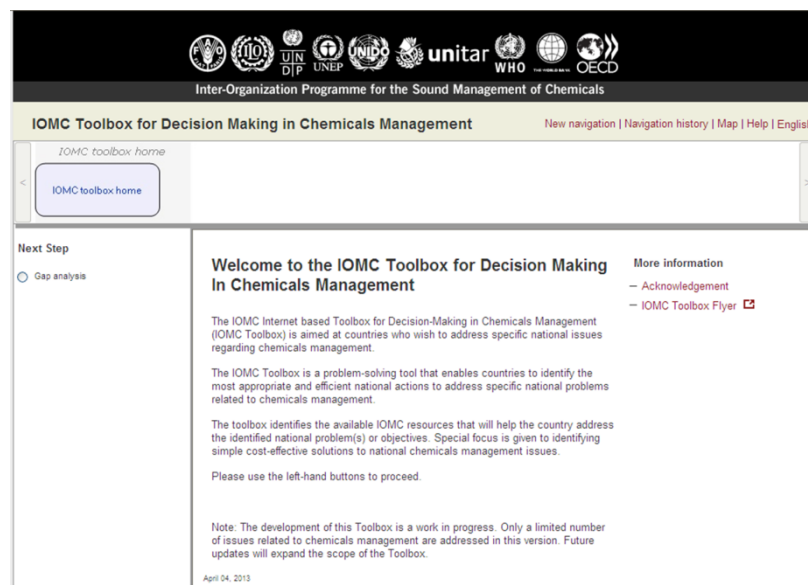 FAO
ILO
UN
DP
UNEP
UNIDO
unitar
WHO
THE WORLD BANK
OECD
Inter-Organization Programme for the Sound Management of Chemicals
IOMC Toolbox for Decision Making in Chemicals Management
New navigation | Navigation history | Map | Help | English
IOMC toolbox home
<
IOMC toolbox home
>
Next Step
Gap analysis
Welcome to the IOMC Toolbox for Decision Making
In Chemicals Management
The IOMC Internet based Toolbox for Decision-Making in Chemicals Management
(IOMC Toolbox) is aimed at countries who wish to address specific national issues
regarding chemicals management.
The IOMC Toolbox is a problem-solving tool that enables countries to identify the
most appropriate and efficient national actions to address specific national problems
related to chemicals management.
The toolbox identifies the available IOMC resources that will help the country address
the identified national problem(s) or objectives. Special focus is given to identifying
simple cost-effective solutions to national chemicals management issues.
Please use the left-hand buttons to proceed.
Note: The development of this Toolbox is a work in progress. Only a limited number
of issues related to chemicals management are addressed in this version. Future
updates will expand the scope of the Toolbox.
April 04, 2013
More information
– Acknowledgement
– IOMC Toolbox Flyer